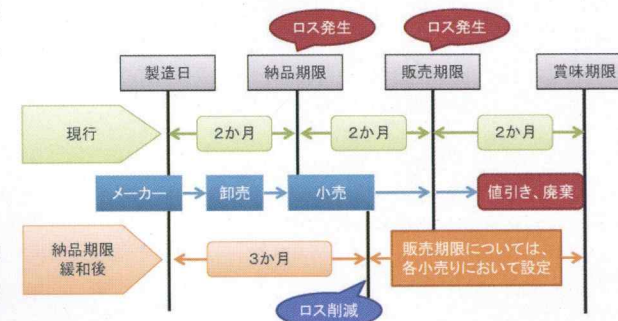 ロス発生
ロス発生
製造日
納品期限
販売期限
賞味期限
現行
2か月
2か月
2か月
メーカー
卸売
小売
値引き、廃棄
納品期限
緩和後
3か月
販売期限については、
各小売りにおいて設定
ロス削減